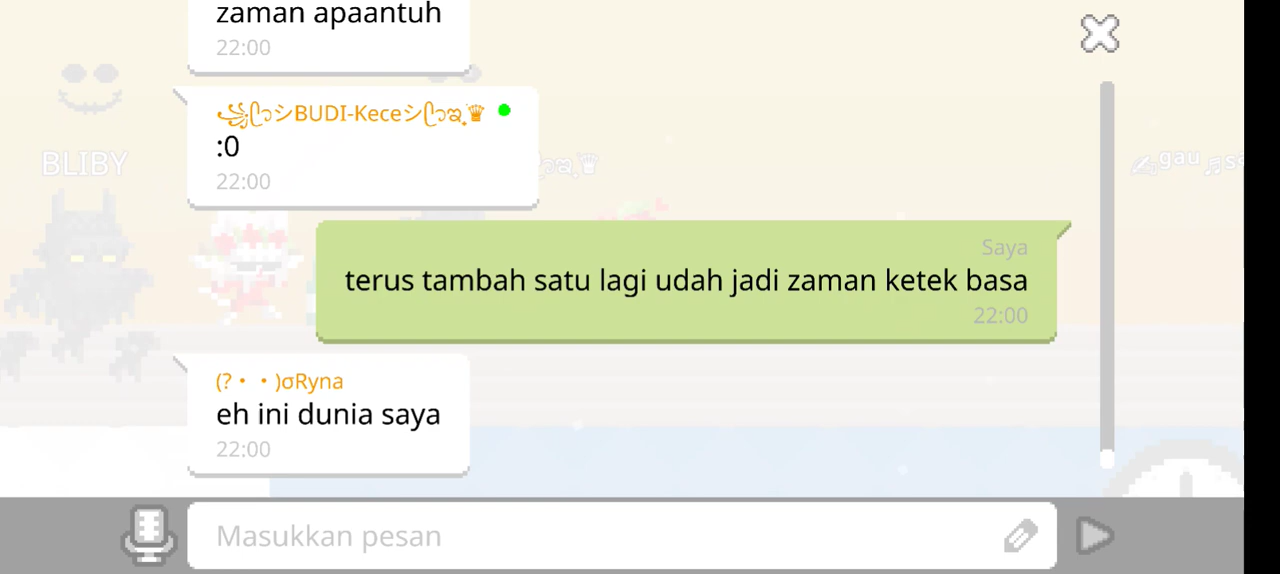 zaman apaantuh
22:00
BUDI-Kece
:0
22:00
BLIBY
Saya
terus tambah satu lagi udah jadi zaman ketek basa
22:00
(?・・)σRyna
eh ini dunia saya
22:00
Masukkan pesan